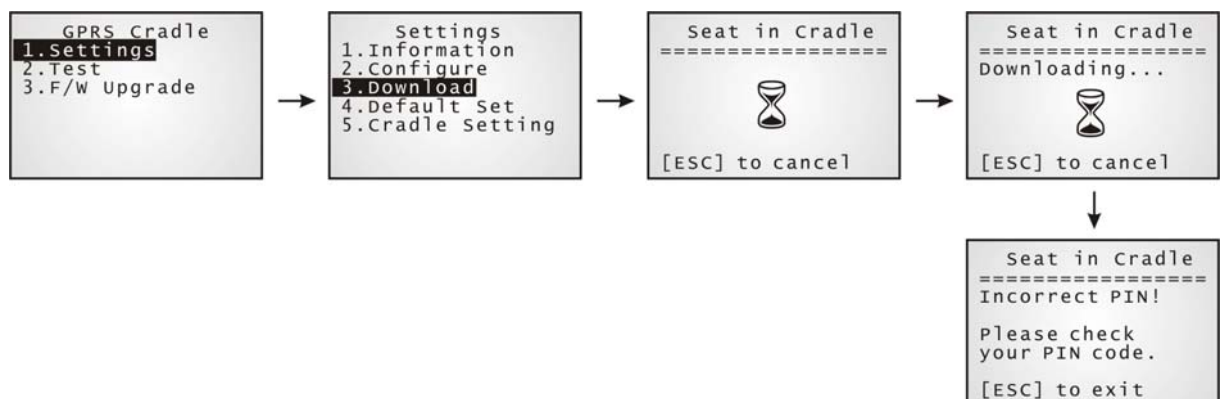 GPRS Cradle
1.Settings
2.Test
3.F/W Upgrade
Settings
1.Information
2.Configure
3.Download
4.Default Set
5.Cradle Setting
Seat in Cradle
=================
[ESC] to cancel
Seat in Cradle
=================
Downloading...
[ESC] to cancel
Seat in Cradle
=================
Incorrect PIN!
Please check
your PIN code.
[ESC] to exit